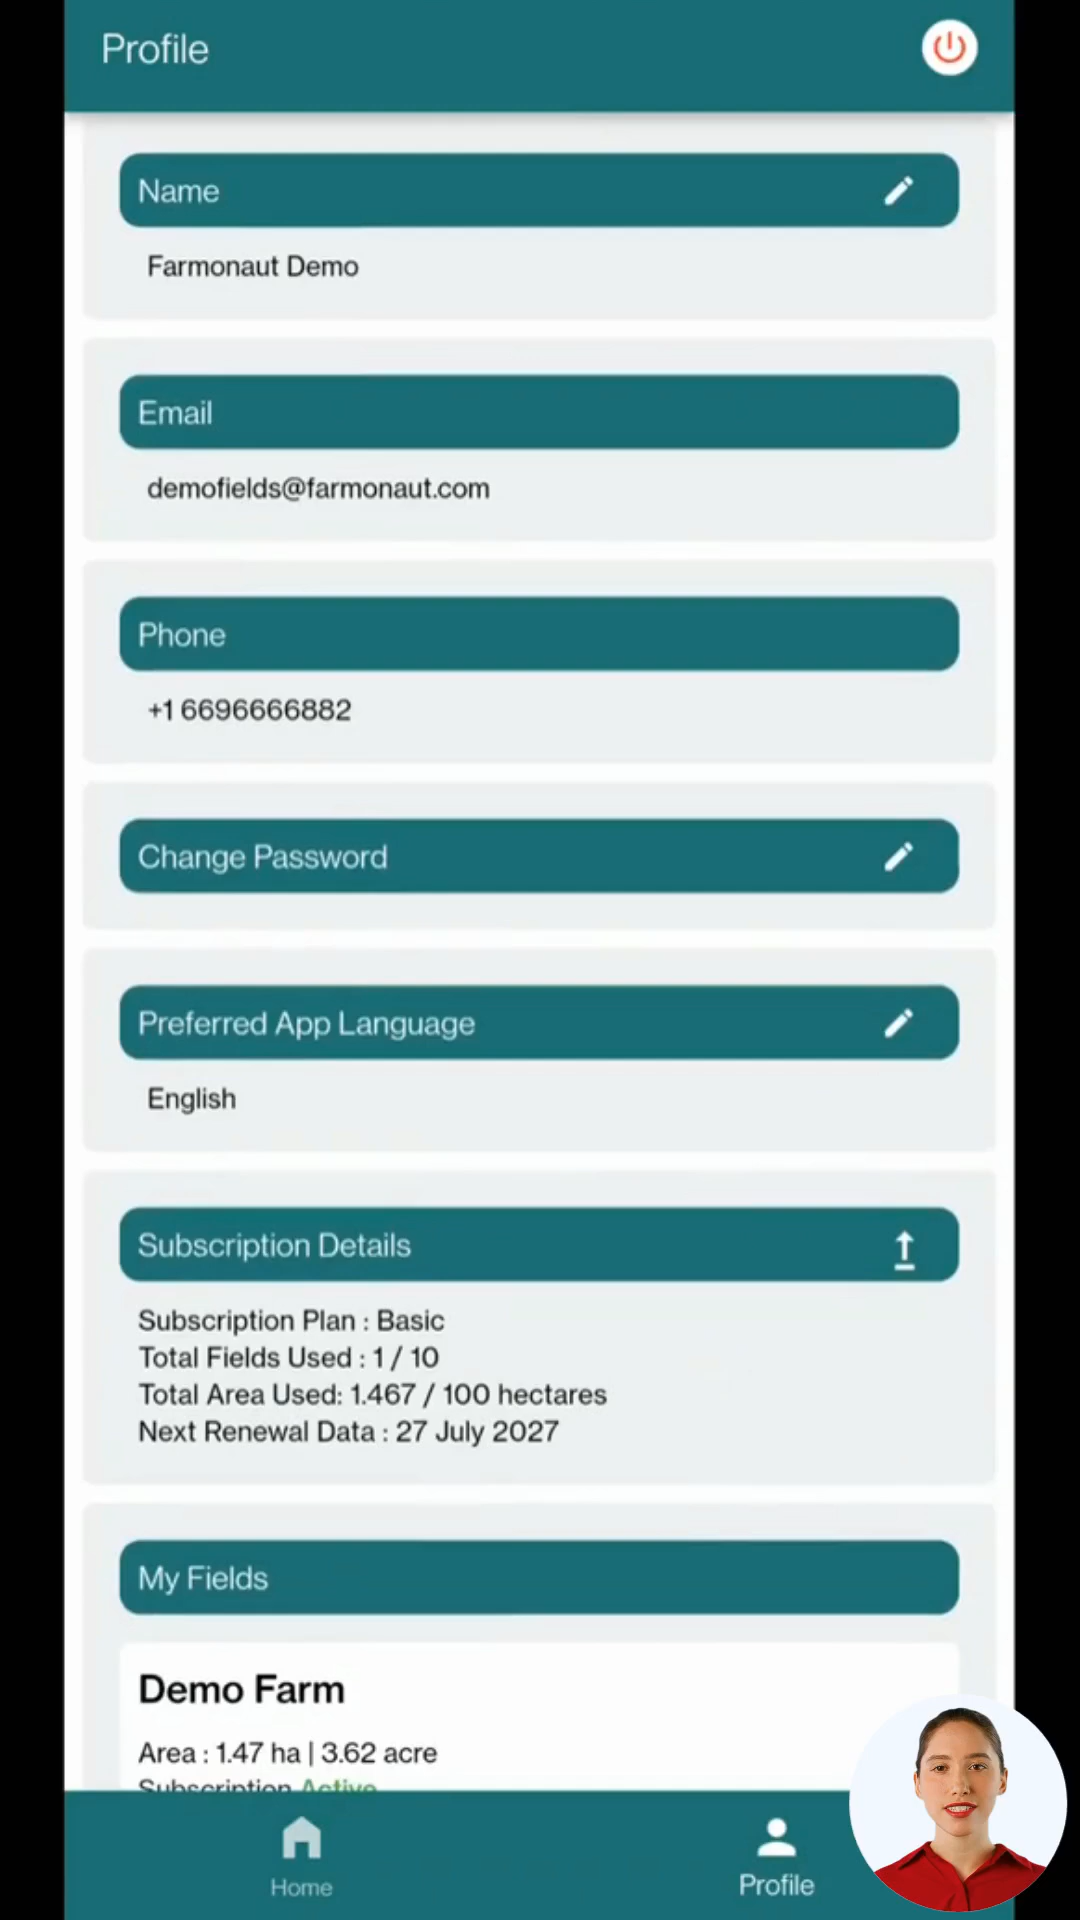 Profile
Name
Farmonaut Demo
Email
demofields@farmonaut.com
Phone
+1 6696666882
Change Password
Preferred App Language
English
Subscription Details
Subscription Plan : Basic
Total Fields Used : 1 / 10
Total Area Used: 1.467 / 100 hectares
Next Renewal Data : 27 July 2027
My Fields
Demo Farm
Area : 1.47 ha | 3.62 acre
Subscription Active
Home
Profile